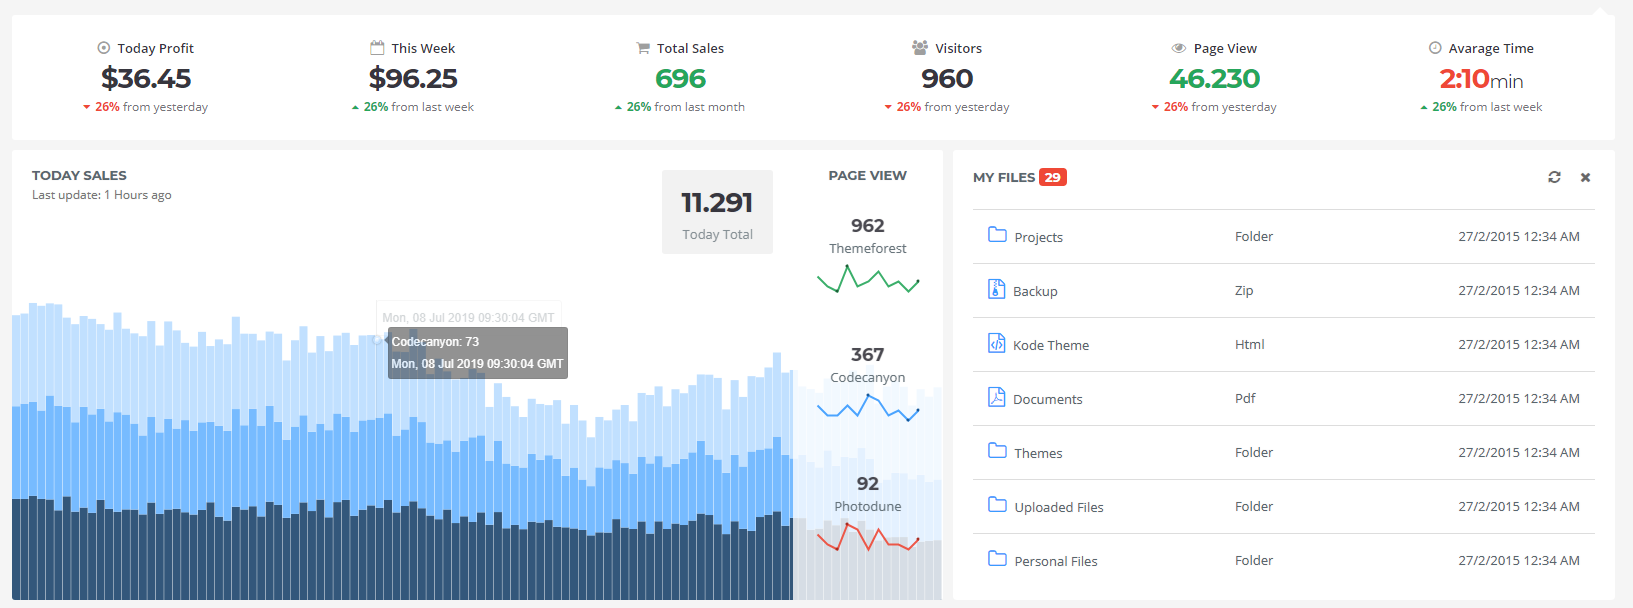 Today Profit
$36.45
26% from yesterday
This Week
$96.25
26% from last week
Total Sales
696
26% from last month
Visitors
960
26% from yesterday
Page View
46.230
26% from yesterday
Avarage Time
2:10min
26% from last week
TODAY SALES
Last update: 1 Hours ago
11.291
Today Total
Mon, 08 Jul 2019 09:30:04 GMT
Codecanyon: 73
Mon, 08 Jul 2019 09:30:04 GMT
PAGE VIEW
962
Themeforest
367
Codecanyon
92
Photodune
MY FILES 29
Projects Folder 27/2/2015 12:34 AM
Backup Zip 27/2/2015 12:34 AM
Kode Theme Html 27/2/2015 12:34 AM
Documents Pdf 27/2/2015 12:34 AM
Themes Folder 27/2/2015 12:34 AM
Uploaded Files Folder 27/2/2015 12:34 AM
Personal Files Folder 27/2/2015 12:34 AM